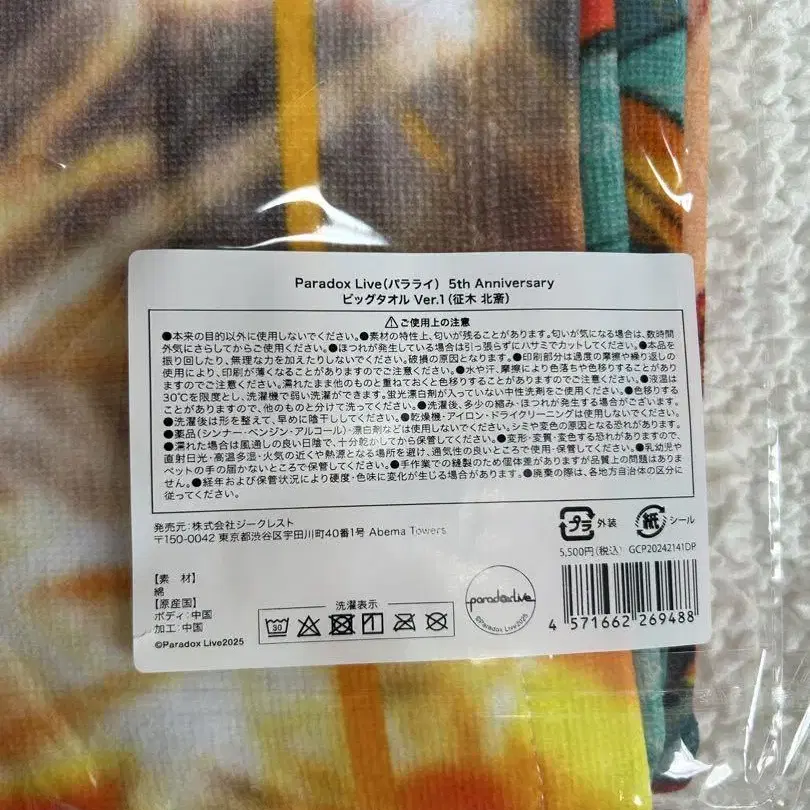 Paradox Live(パラライ) 5th Anniversary
ビッグタオル Ver.1(征木 北斎)
⚠ご使用上の注意
●本来の目的以外に使用しないでください。●素材の特性上、匂いが残ることがあります。匂いが気になる場合は、数時間
外気にさらしてからご使用ください。●ほつれが発生している場合は引っ張らずにハサミでカットしてください。●本品を
振り回したり、無理な力を加えたりしないでください。破損の原因となります。●印刷部分は過度の摩擦や繰り返しの
使用により、印刷が薄くなることがありますのでご注意ください。●水や汗、摩擦により色落ちや色移りすることが
ありますのでご注意ください。濡れたまま他のものと重ねておくと色移りすることがありますのでご注意ください。●液温は
30℃を限度とし、洗濯機で弱い洗濯ができます。蛍光漂白剤が入っていない中性洗剤をご使用ください。●色移りする
ことがありますので、他のものと分けて洗ってください。●洗濯後、多少の縮み・ほつれが発生する場合がございます。
●洗濯後は形を整えて、早めに陰干ししてください。●乾燥機・アイロン・ドライクリーニングは使用しないでください。
●薬品(シンナー・ベンジン・アルコール)・漂白剤などは使用しないでください。シミや変色の原因となる恐れがあります。
●濡れた場合は風通しの良い日陰で、十分乾かしてから保管してください。●変形・変質・変色する恐れがありますので、
直射日光・高温多湿・火気の近くや熱源となる場所を避け、通気性の良いところで使用・保管してください。●乳幼児や
ペットの手の届かないところで保管してください。●手作業での縫製のため個体差がありますが品質上の問題はありま
せん。●経年および保管状況により硬度・色味に変化が生じる場合があります。●廃棄の際は、各地方自治体の区分に
従ってください。
発売元:株式会社ジークレスト
〒150-0042 東京都渋谷区宇田川町40番1号 Abema Towers
プラ 外装
紙 シール
5,500円(税込) GCP20242141DP
【素 材】
綿
【原産国】
ボディ:中国
加工:中国
©Paradox Live2025
洗濯表示
30
paradoxlive
©Paradox Live2025
4 571662 269488